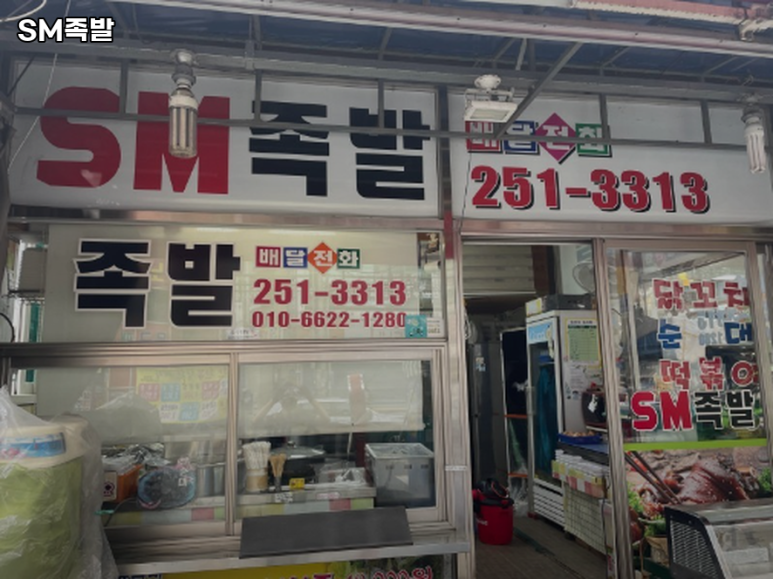 SM족발
SM족발
배달전화
251-3313
족발
배달전화
251-3313
010-6622-1280
닭꼬치
순대
떡볶이
SM족발